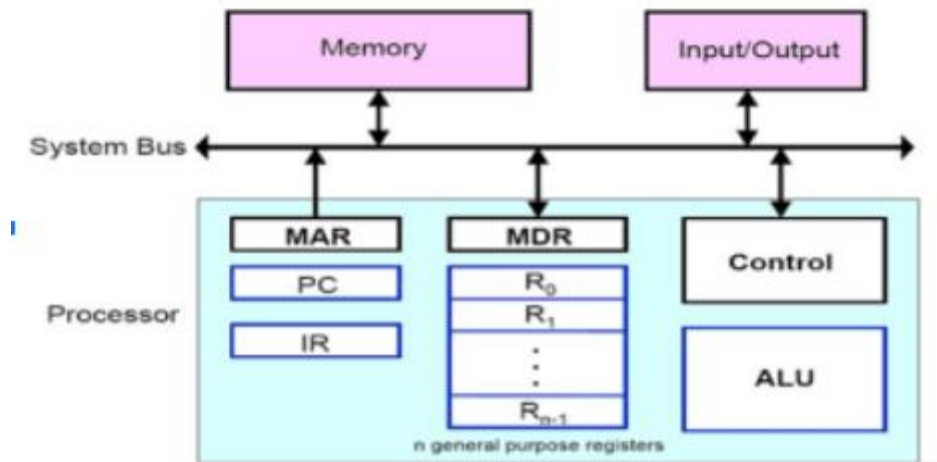 Memory
Input/Output
System Bus
MAR
MDR
Control
PC
R0
R1
Processor
IR
⋮
ALU
Rn-1
n general purpose registers